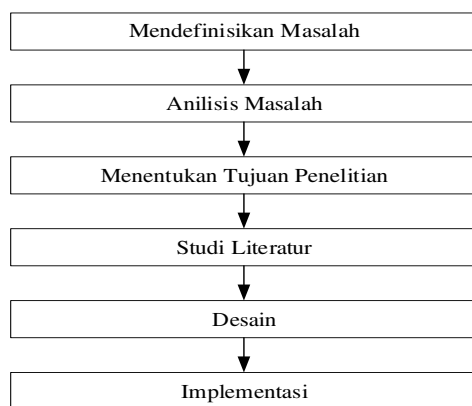 Mendefinisikan Masalah
Anilisis Masalah
Menentukan Tujuan Penelitian
Studi Literatur
Desain
Implementasi